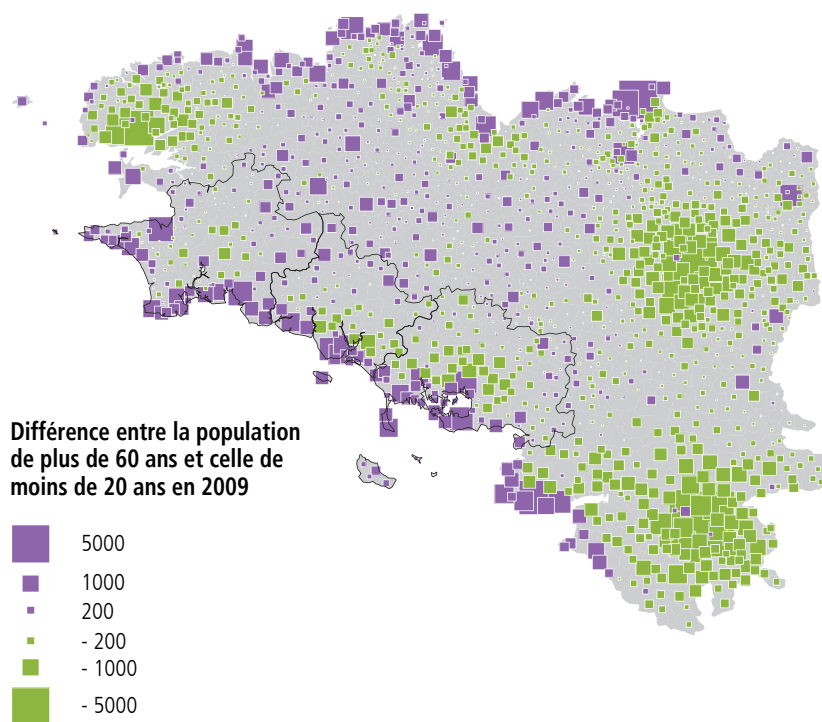 Différence entre la population
de plus de 60 ans et celle de
moins de 20 ans en 2009
5000
1000
200
- 200
- 1000
- 5000